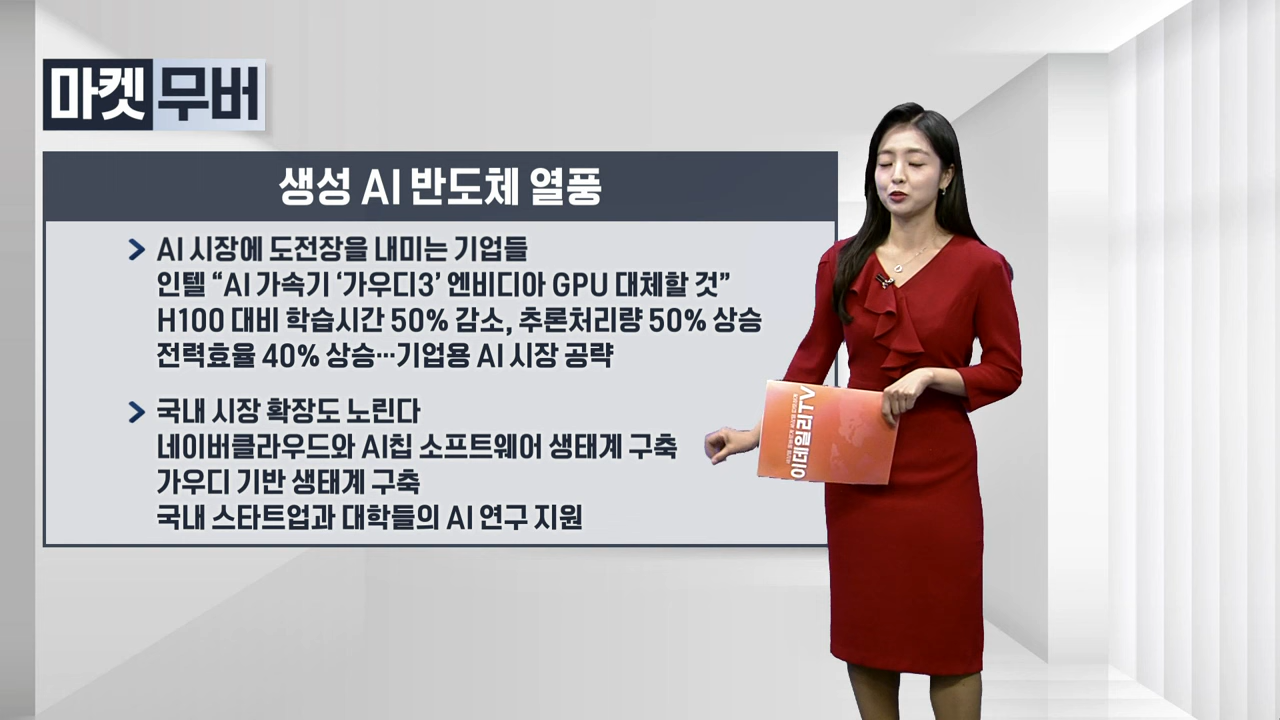 마켓무버
생성 AI 반도체 열풍
AI 시장에 도전장을 내미는 기업들
인텔 “AI 가속기 ‘가우디3’ 엔비디아 GPU 대체할 것”
H100 대비 학습시간 50% 감소, 추론처리량 50% 상승
전력효율 40% 상승…기업용 AI 시장 공략
국내 시장 확장도 노린다
네이버클라우드와 AI칩 소프트웨어 생태계 구축
가우디 기반 생태계 구축
국내 스타트업과 대학들의 AI 연구 지원
이데일리TV